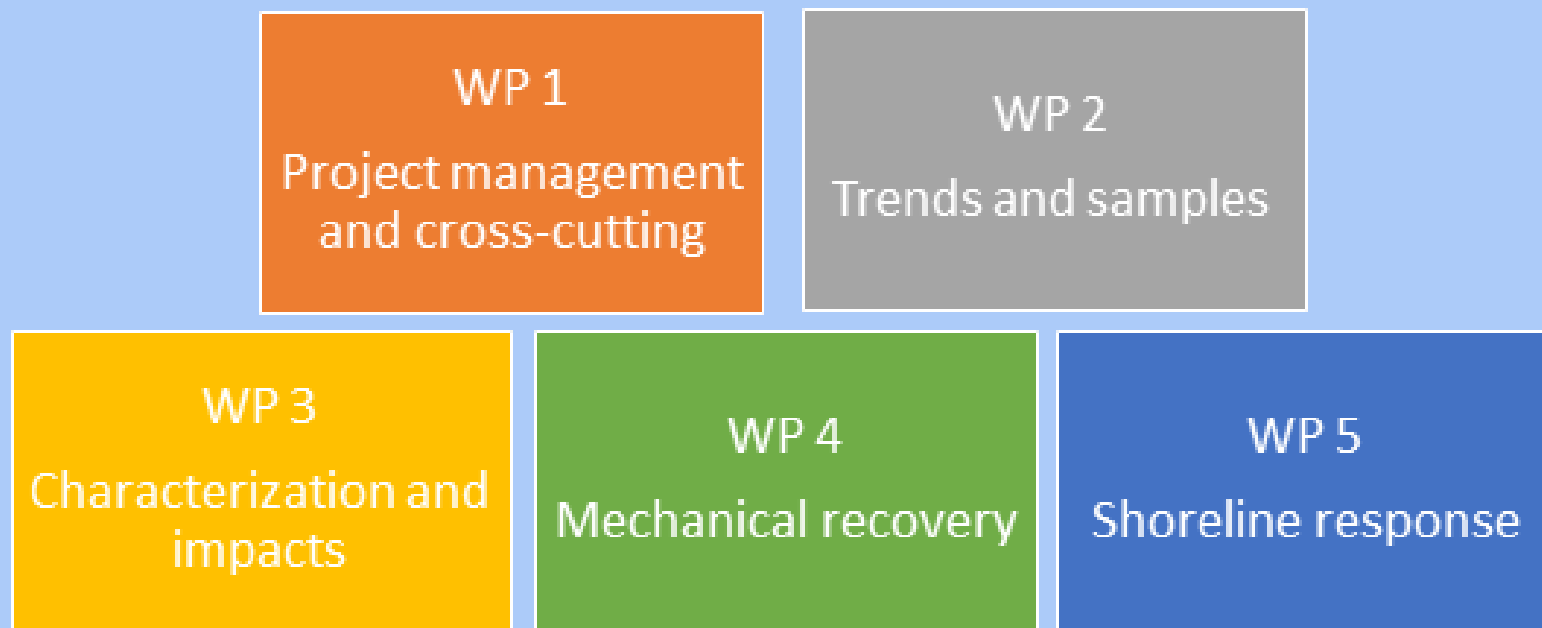 WP 1
Project management
and cross-cutting
WP 2
Trends and samples
WP 3
Characterization and
impacts
WP 4
Mechanical recovery
WP 5
Shoreline response